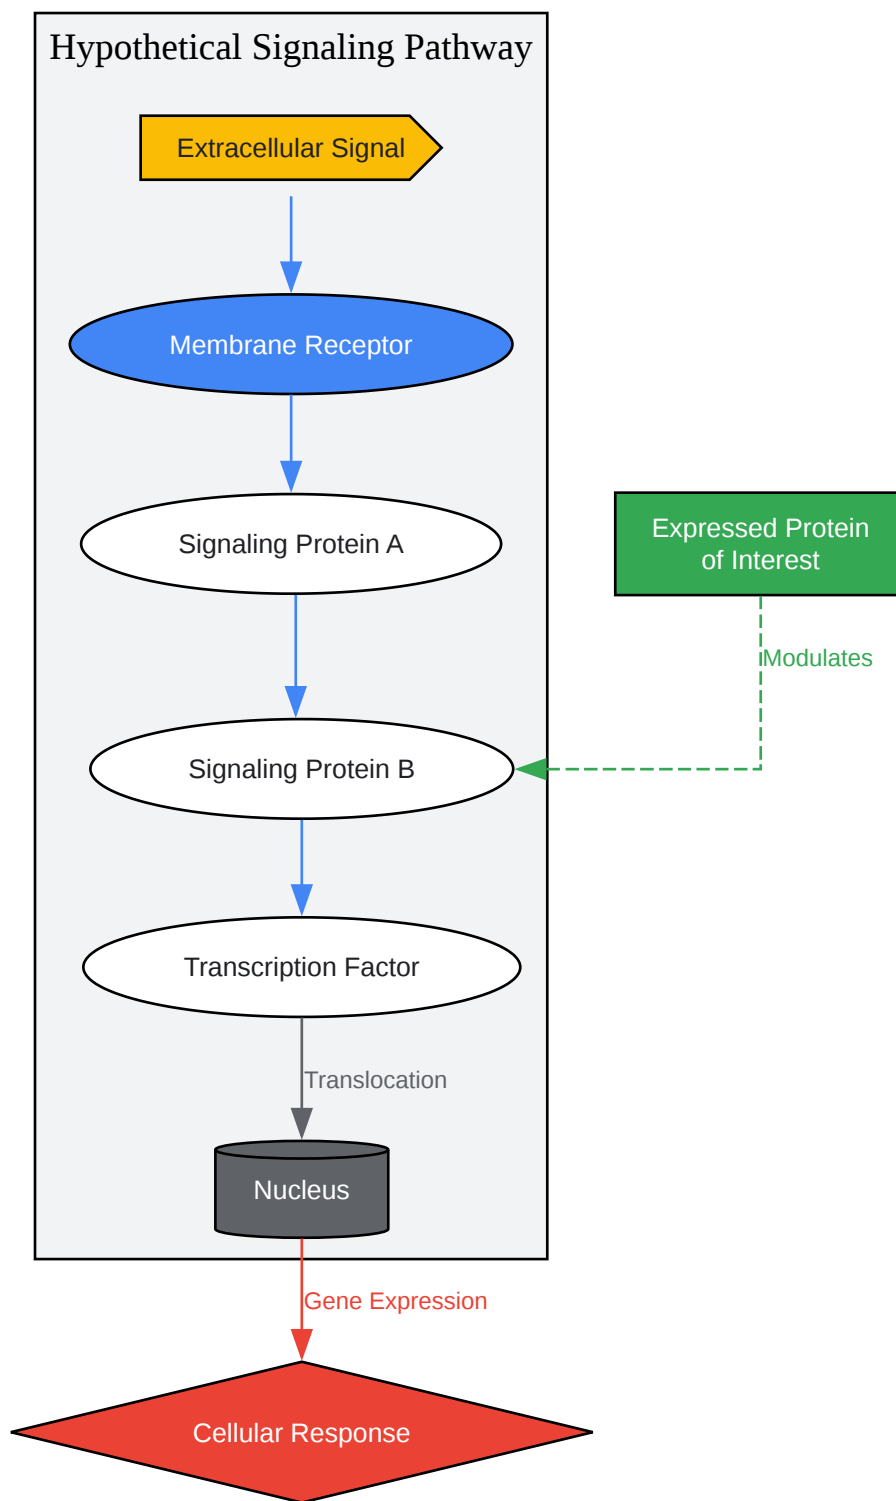 Hypothetical Signaling Pathway
Extracellular Signal
Membrane Receptor
Signaling Protein A
Expressed Protein
of Interest
Modulates
Signaling Protein B
Transcription Factor
Translocation
Nucleus
Gene Expression
Cellular Response